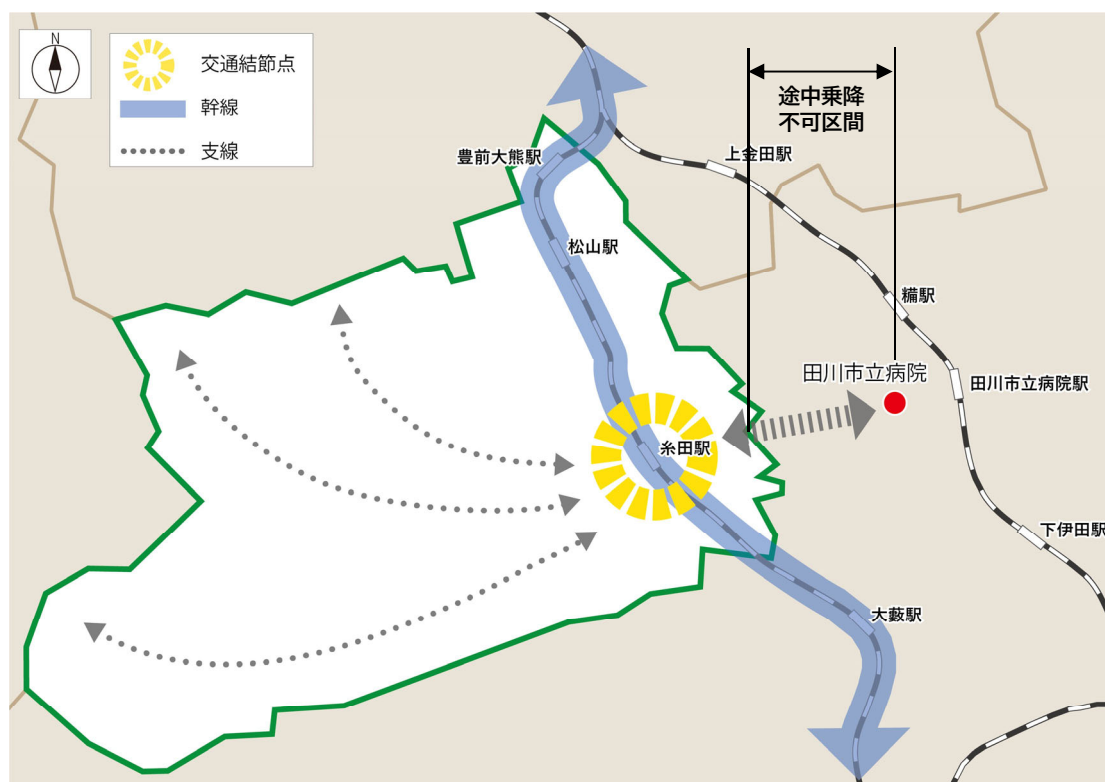 N
交通結節点
幹線
支線
途中乗降
不可区間
上金田駅
豊前大熊駅
松山駅
糒駅
田川市立病院
田川市立病院駅
糸田駅
下伊田駅
大藪駅